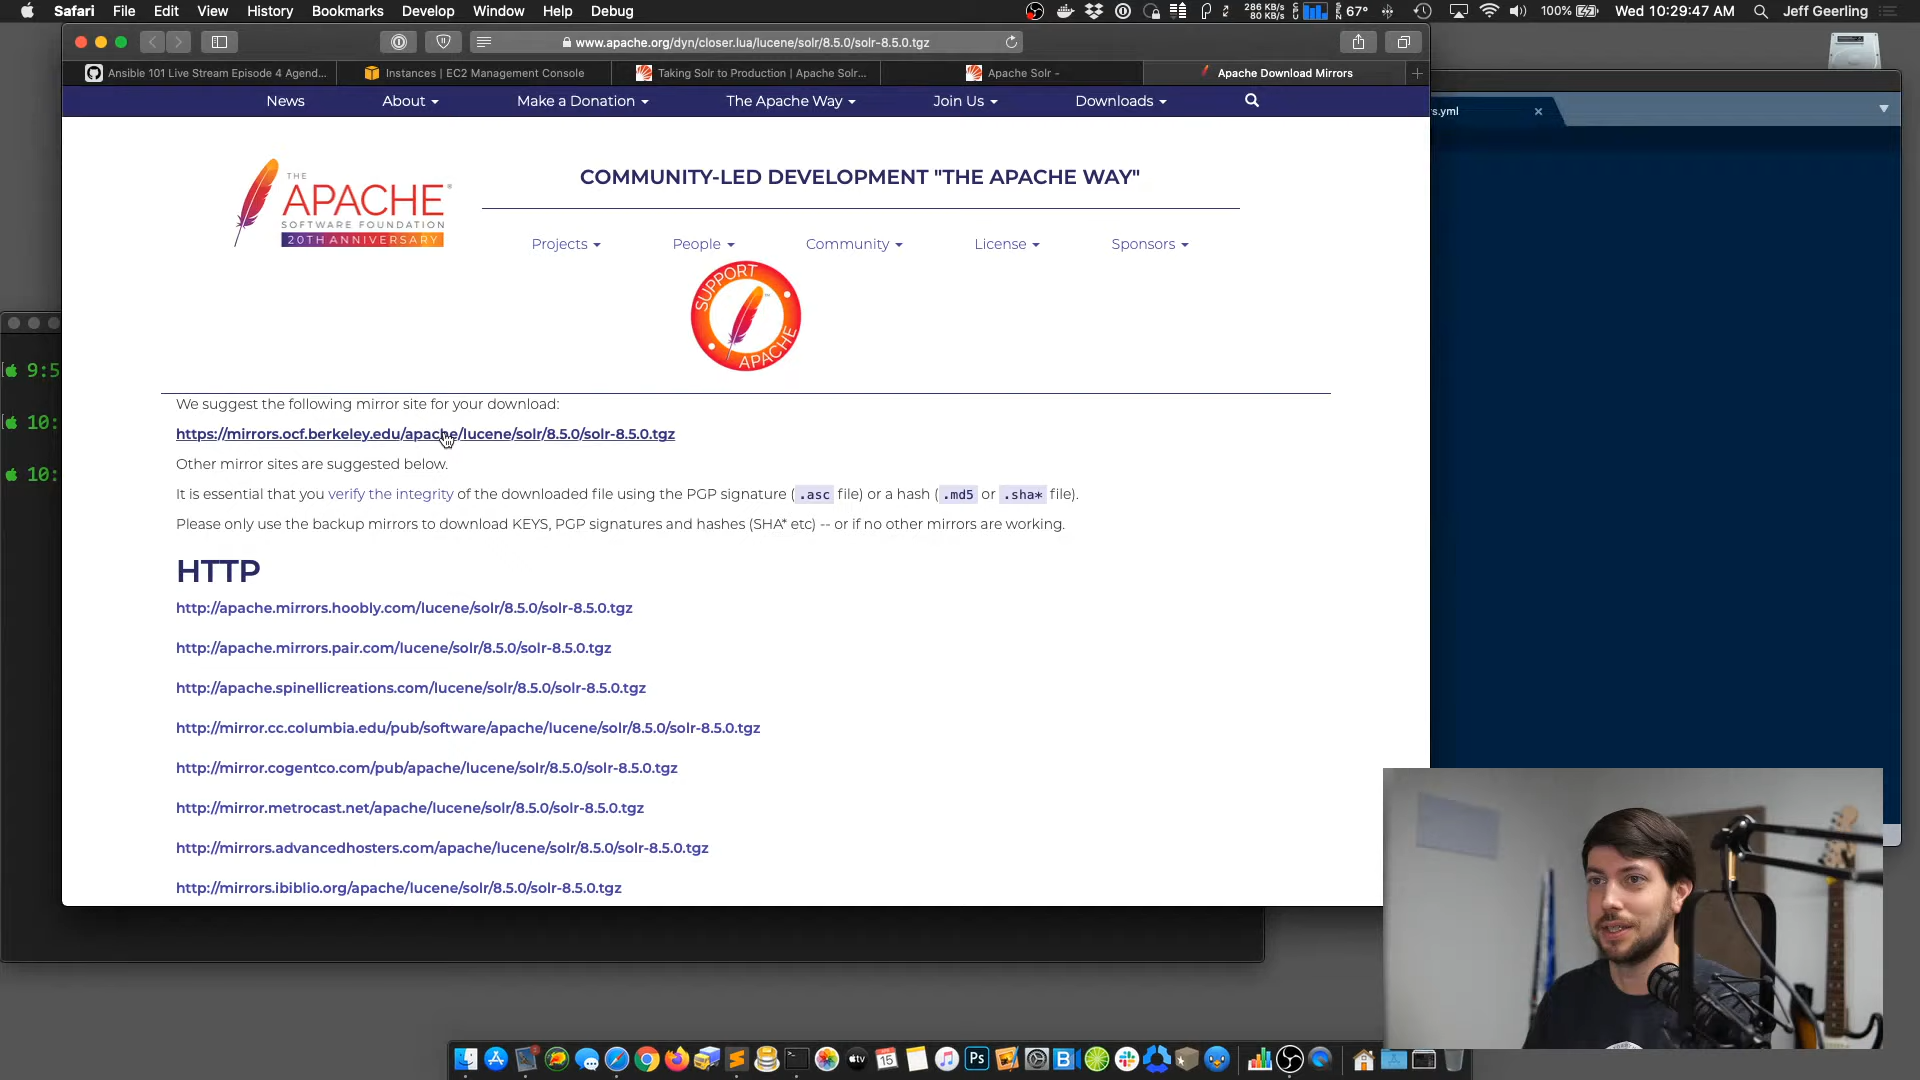 Safari File Edit View History Bookmarks Develop Window Help Debug
286 KB/s
80 KB/s
67°
100%
Wed 10:29:47 AM
Jeff Geerling
www.apache.org/dyn/closer.lua/lucene/solr/8.5.0/solr-8.5.0.tgz
Ansible 101 Live Stream Episode 4 Agend...
Instances | EC2 Management Console
Taking Solr to Production | Apache Solr...
Apache Solr -
Apache Download Mirrors
News
About
Make a Donation
The Apache Way
Join Us
Downloads
s.yml
THE
APACHE
SOFTWARE FOUNDATION
20TH ANNIVERSARY
COMMUNITY-LED DEVELOPMENT "THE APACHE WAY"
Projects
People
Community
License
Sponsors
SUPPORT
APACHE
9:5
10:
10:
We suggest the following mirror site for your download:
https://mirrors.ocf.berkeley.edu/apache/lucene/solr/8.5.0/solr-8.5.0.tgz
Other mirror sites are suggested below.
It is essential that you verify the integrity of the downloaded file using the PGP signature (.asc file) or a hash (.md5 or .sha* file).
Please only use the backup mirrors to download KEYS, PGP signatures and hashes (SHA* etc) -- or if no other mirrors are working.
HTTP
http://apache.mirrors.hoobly.com/lucene/solr/8.5.0/solr-8.5.0.tgz
http://apache.mirrors.pair.com/lucene/solr/8.5.0/solr-8.5.0.tgz
http://apache.spinellicreations.com/lucene/solr/8.5.0/solr-8.5.0.tgz
http://mirror.cc.columbia.edu/pub/software/apache/lucene/solr/8.5.0/solr-8.5.0.tgz
http://mirror.cogentco.com/pub/apache/lucene/solr/8.5.0/solr-8.5.0.tgz
http://mirror.metrocast.net/apache/lucene/solr/8.5.0/solr-8.5.0.tgz
http://mirrors.advancedhosters.com/apache/lucene/solr/8.5.0/solr-8.5.0.tgz
http://mirrors.ibiblio.org/apache/lucene/solr/8.5.0/solr-8.5.0.tgz
tv
15
Ps
B